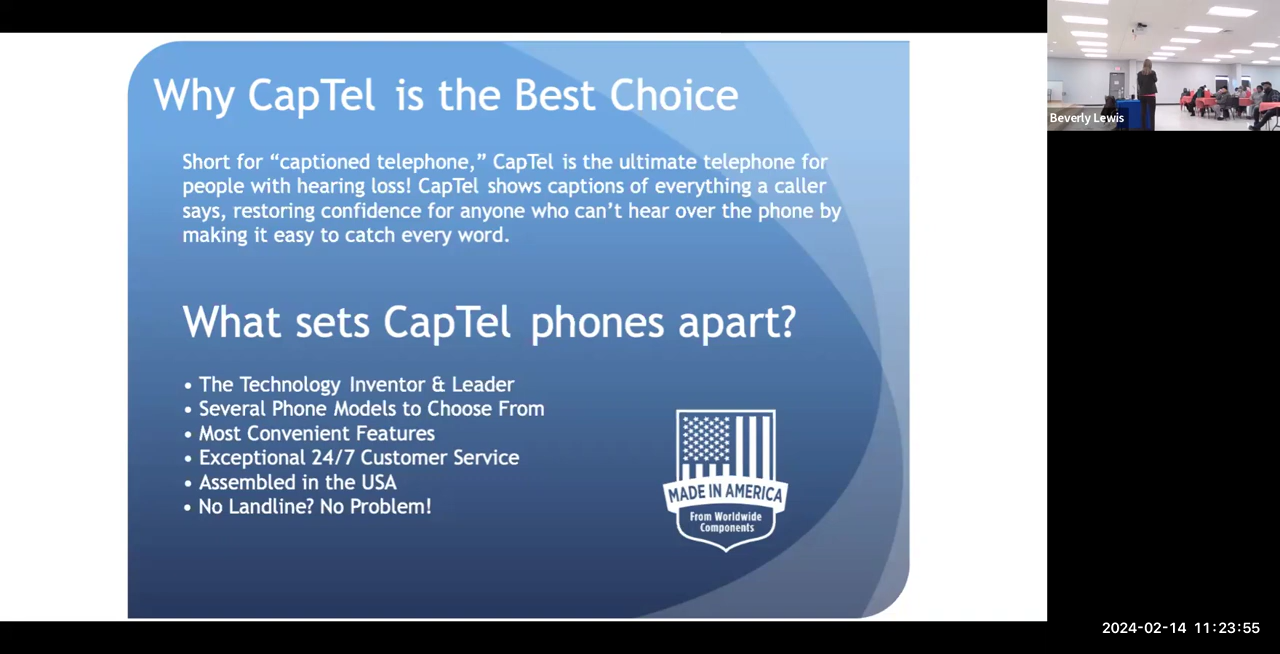 Why CapTel is the Best Choice
Short for “captioned telephone,” CapTel is the ultimate telephone for
people with hearing loss! CapTel shows captions of everything a caller
says, restoring confidence for anyone who can’t hear over the phone by
making it easy to catch every word.
What sets CapTel phones apart?
• The Technology Inventor & Leader
• Several Phone Models to Choose From
• Most Convenient Features
• Exceptional 24/7 Customer Service
• Assembled in the USA
• No Landline? No Problem!
MADE IN AMERICA
From Worldwide
Components
Beverly Lewis
2024-02-14 11:23:55